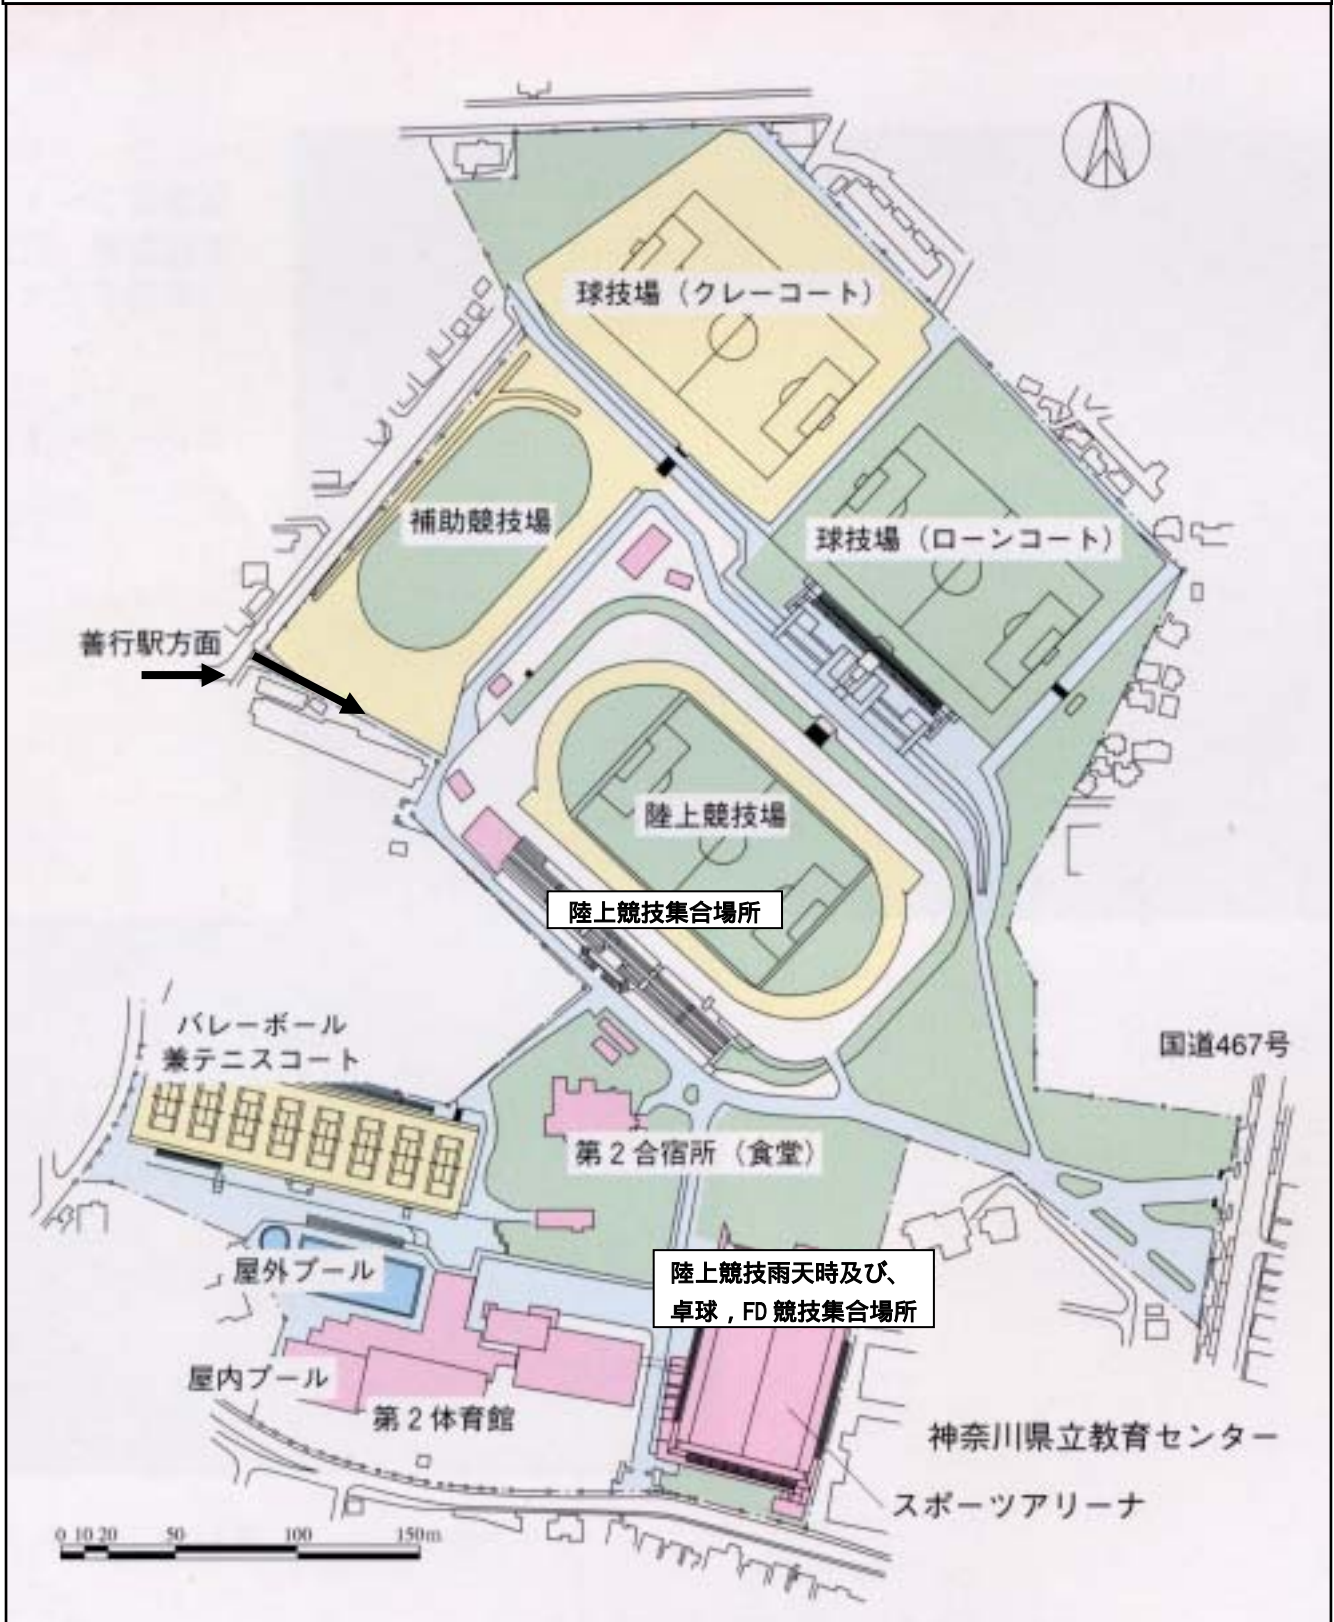 球技場（クレーコート）
補助競技場
球技場（ローンコート）
善行駅方面
陸上競技場
陸上競技集合場所
バレーボール
兼テニスコート
国道467号
第2合宿所（食堂）
屋外プール
陸上競技雨天時及び、
卓球，FD競技集合場所
屋内プール
第2体育館
神奈川県立教育センター
スポーツアリーナ
0 10 20 50 100 150m